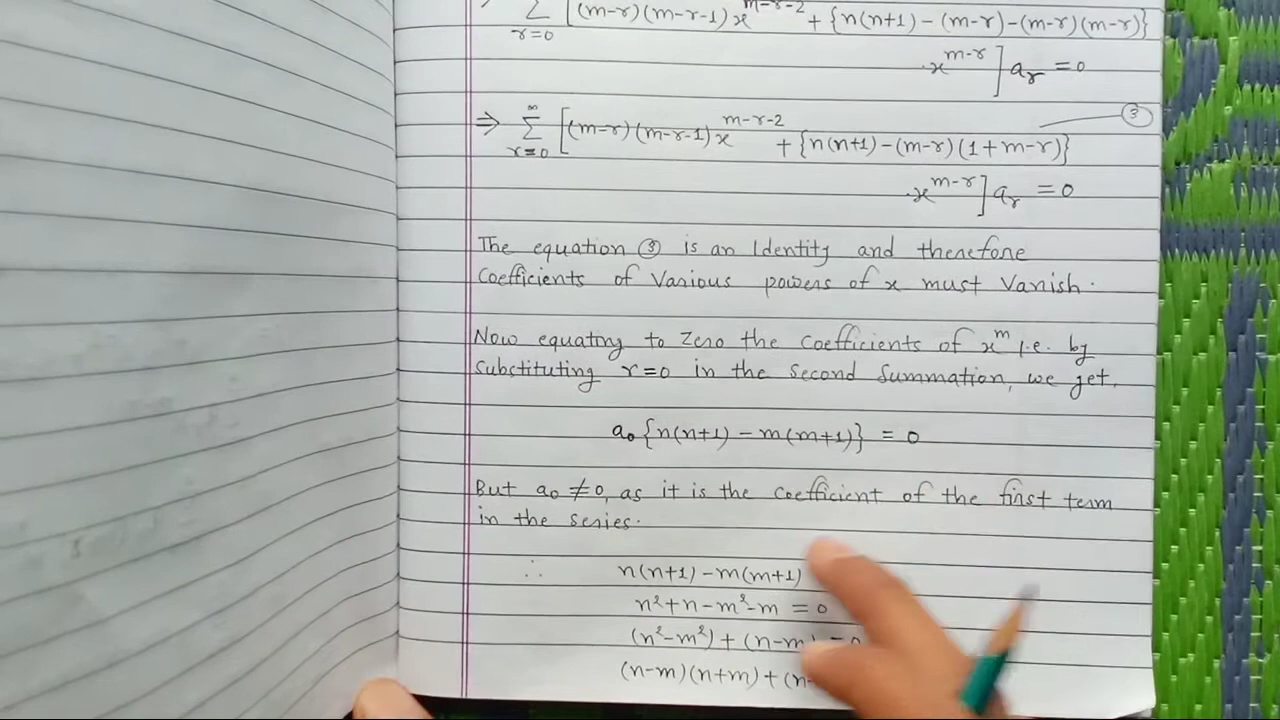 Σ [(m-r)(m-r-1)x^{m-r-2} + {n(n+1) - (m-r) - (m-r)(m-r)}
r=0
x^{m-r}] a_r = 0
③
⇒ Σ_{r=0}^{∞} [(m-r)(m-r-1)x^{m-r-2} + {n(n+1) - (m-r)(1+m-r)}
x^{m-r}] a_r = 0
The equation ③ is an Identity and therefore
Coefficients of Various powers of x must Vanish.
Now equating to Zero the Coefficients of x^m i.e. by
Substituting r=0 in the Second Summation, we get,
a₀{n(n+1) - m(m+1)} = 0
But a₀ ≠ 0, as it is the Coefficient of the first term
in the series.
∴ n(n+1) - m(m+1)
n²+n-m²-m = 0
(n²-m²) + (n-m) = 0
(n-m)(n+m) + (n-